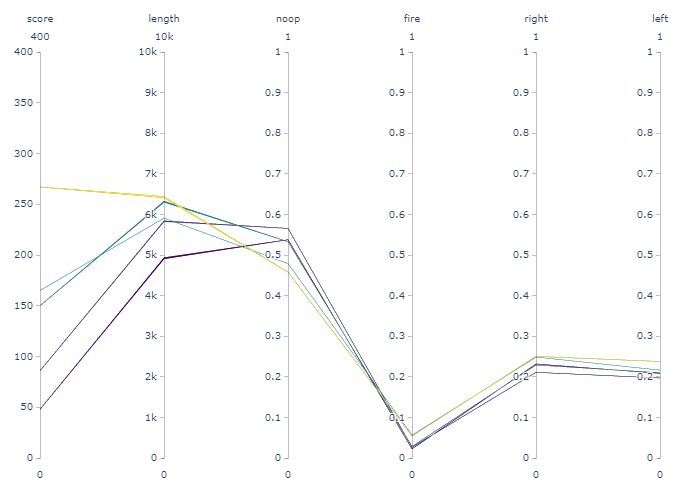 score length noop fire right left
400 10k 1 1 1 1
400 10k 1 1 1 1
9k 0.9 0.9 0.9 0.9
350
8k 0.8 0.8 0.8 0.8
300
7k 0.7 0.7 0.7 0.7
250
6k 0.6 0.6 0.6 0.6
200 5k 0.5 0.5 0.5 0.5
4k 0.4 0.4 0.4 0.4
150
3k 0.3 0.3 0.3 0.3
100
2k 0.2 0.2 0.2 0.2
50
1k 0.1 0.1 0.1 0.1
0 0 0 0 0 0
0 0 0 0 0 0